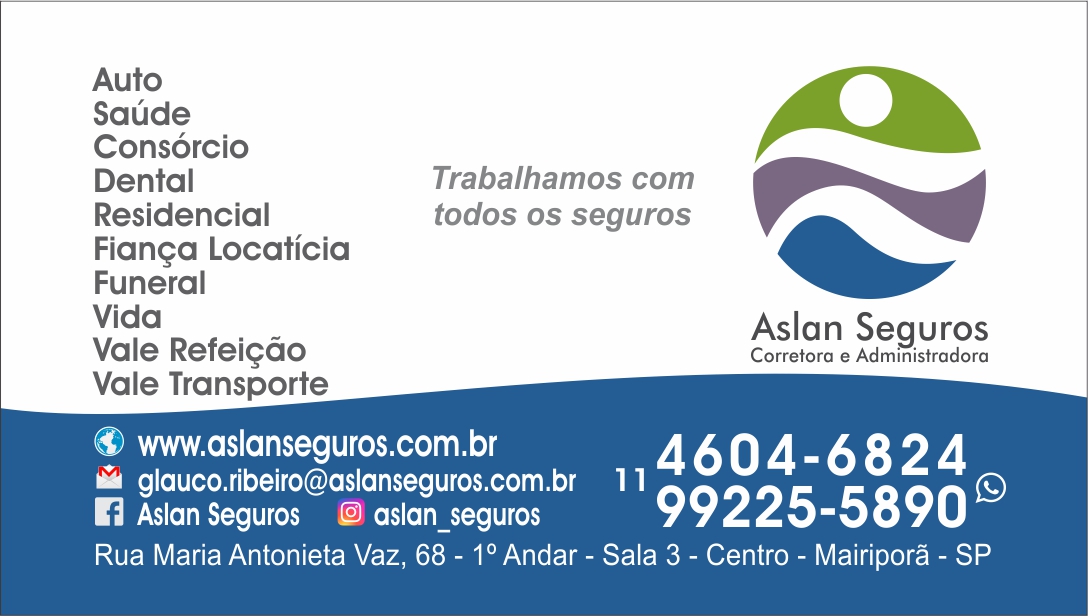 Auto
Saúde
Consórcio
Dental
Residencial
Fiança Locatícia
Funeral
Vida
Vale Refeição
Vale Transporte
Trabalhamos com
todos os seguros
Aslan Seguros
Corretora e Administradora
www.aslanseguros.com.br
glauco.ribeiro@aslanseguros.com.br
Aslan Seguros aslan_seguros
11 4604-6824
99225-5890
Rua Maria Antonieta Vaz, 68 - 1º Andar - Sala 3 - Centro - Mairiporã - SP